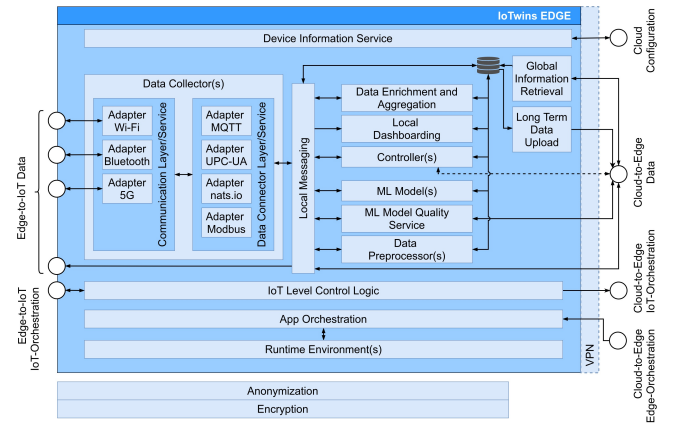 IoTwins EDGE
Device Information Service
Cloud
Configuration
Data Collector(s)
Communication Layer/Service
Adapter
Wi-Fi
Adapter
Bluetooth
Adapter
5G
Data Connector Layer/Service
Adapter
MQTT
Adapter
UPC-UA
Adapter
nats.io
Adapter
Modbus
Local Messaging
Data Enrichment and
Aggregation
Local
Dashboarding
Controller(s)
ML Model(s)
ML Model Quality
Service
Data
Preprocessor(s)
Global
Information
Retrieval
Long Term
Data
Upload
Edge-to-IoT Data
Cloud-to-Edge
Data
Edge-to-IoT
IoT-Orchestration
IoT Level Control Logic
Cloud-to-Edge
IoT-Orchestration
App Orchestration
Runtime Environment(s)
VPN
Cloud-to-Edge
Edge-Orchestration
Anonymization
Encryption